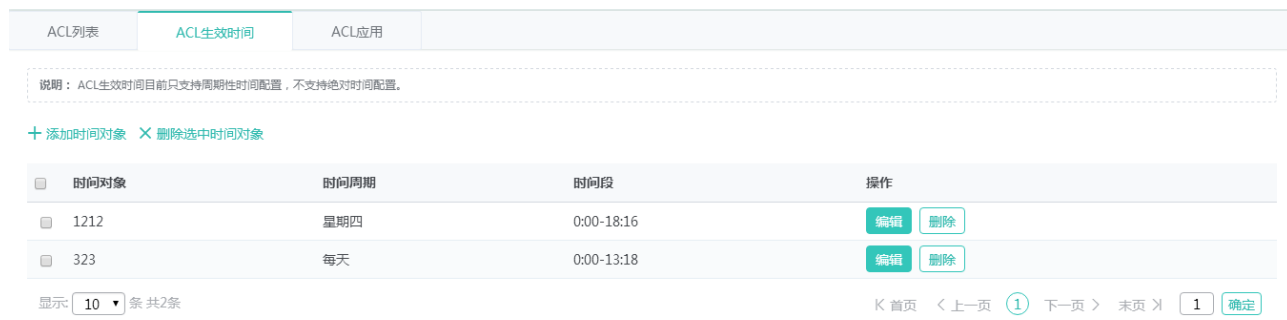 ACL列表 ACL生效时间 ACL应用
说明： ACL生效时间目前只支持周期性时间配置，不支持绝对时间配置。
添加时间对象 删除选中时间对象
时间对象 时间周期 时间段 操作
1212 星期四 0:00-18:16 编辑 删除
323 每天 0:00-13:18 编辑 删除
显示: 10 条 共2条 首页 上一页 1 下一页 末页 1 确定